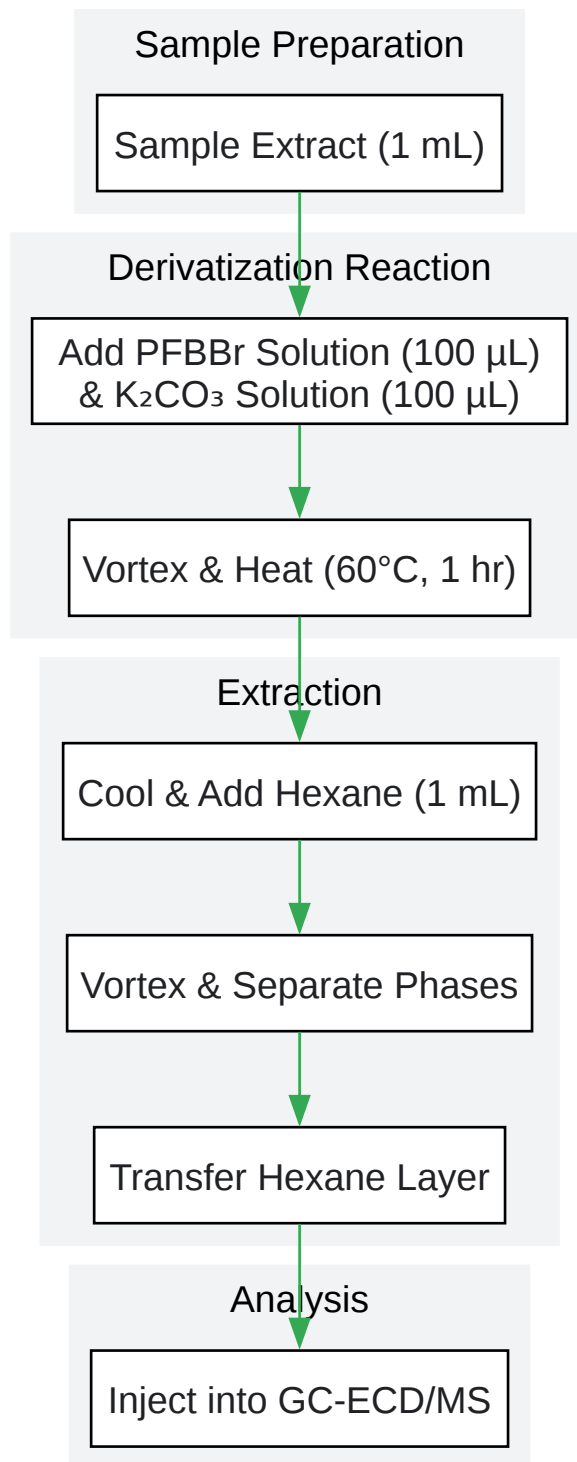 Sample Preparation
Sample Extract (1 mL)
Derivatization Reaction
Add PFBBr Solution (100 µL)
& K₂CO₃ Solution (100 µL)
Vortex & Heat (60°C, 1 hr)
Extraction
Cool & Add Hexane (1 mL)
Vortex & Separate Phases
Transfer Hexane Layer
Analysis
Inject into GC-ECD/MS